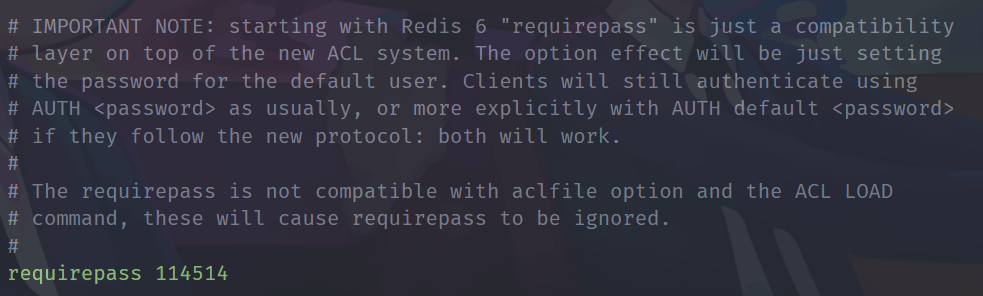 # IMPORTANT NOTE: starting with Redis 6 "requirepass" is just a compatibility
# layer on top of the new ACL system. The option effect will be just setting
# the password for the default user. Clients will still authenticate using
# AUTH <password> as usually, or more explicitly with AUTH default <password>
# if they follow the new protocol: both will work.
#
# The requirepass is not compatible with aclfile option and the ACL LOAD
# command, these will cause requirepass to be ignored.
#
requirepass 114514